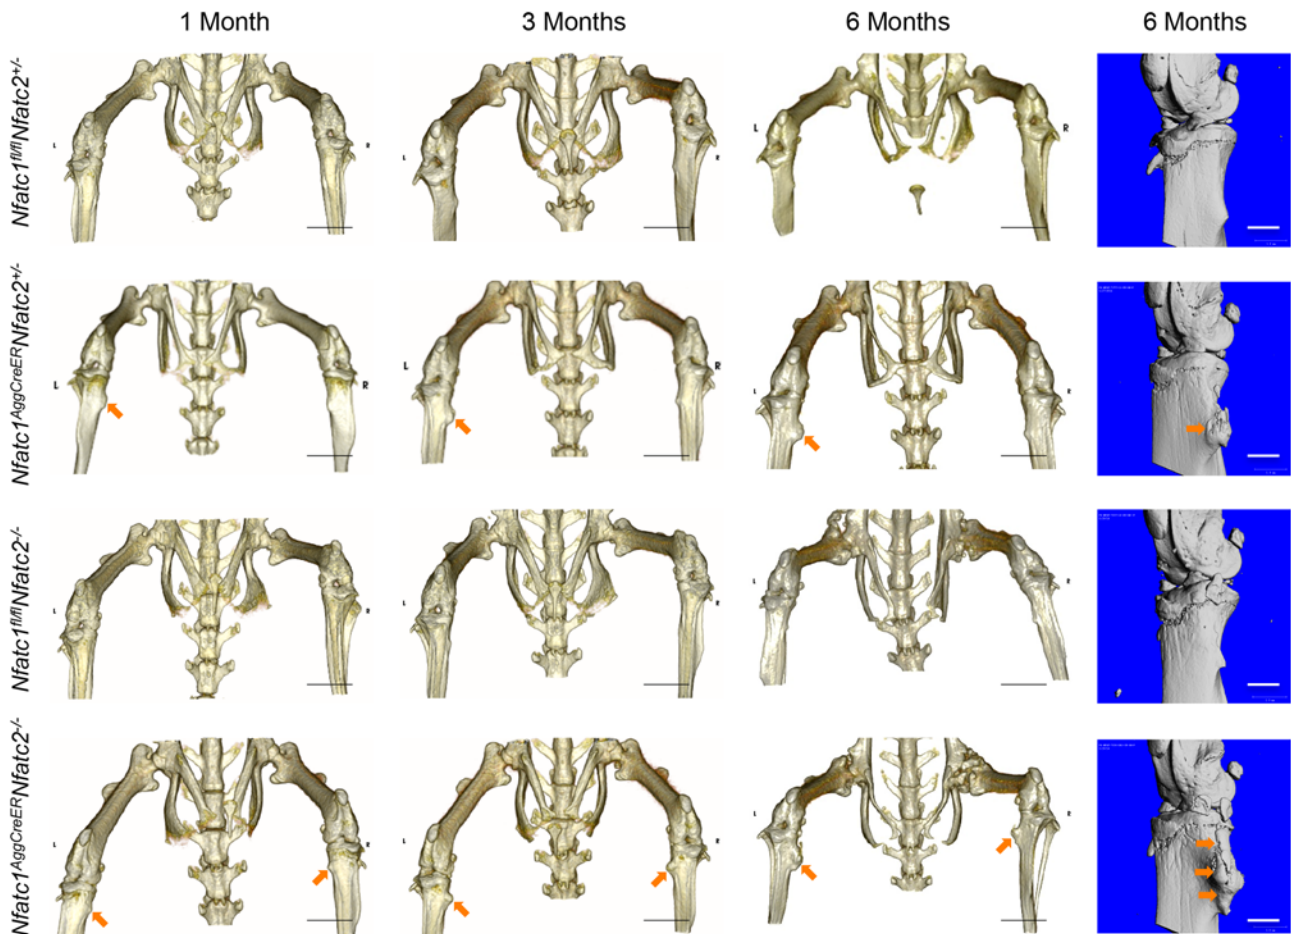 1 Month 3 Months 6 Months 6 Months
Nfatc1fl/flNfatc2+/-
L R L R L R
Nfatc1AggCreERNfatc2+/-
L R L R L R
Nfatc1fl/flNfatc2-/-
L R L R L R
Nfatc1AggCreERNfatc2-/-
L R L R L R